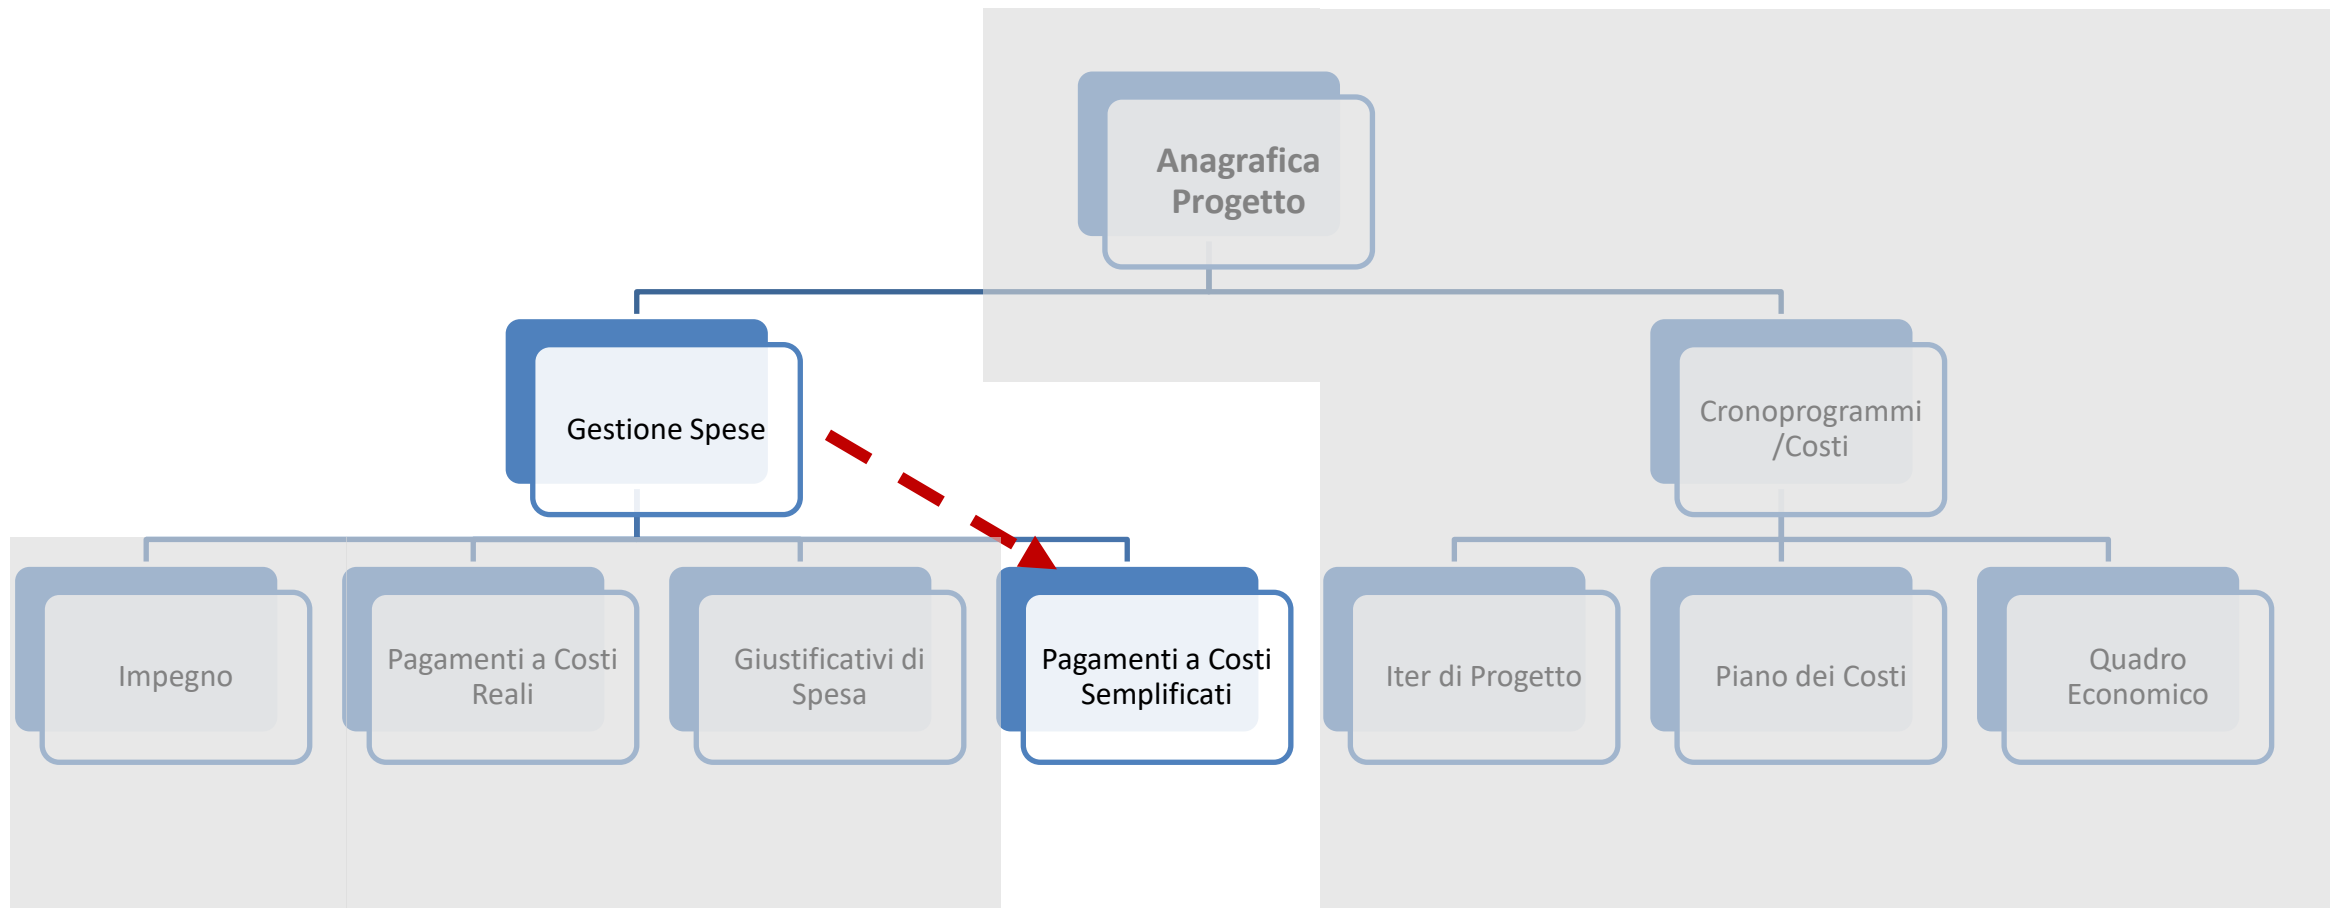 Anagrafica
Progetto
Gestione Spese
Cronoprogrammi
/Costi
Impegno
Pagamenti a Costi
Reali
Giustificativi di
Spesa
Pagamenti a Costi
Semplificati
Iter di Progetto
Piano dei Costi
Quadro
Economico